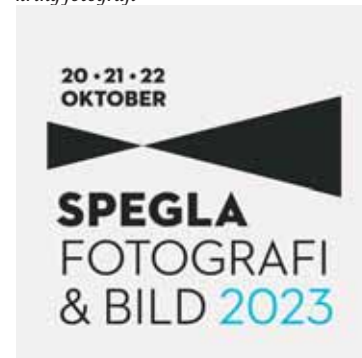 20 • 21 • 22
OKTOBER
SPEGLA
FOTOGRAFI
& BILD 2023